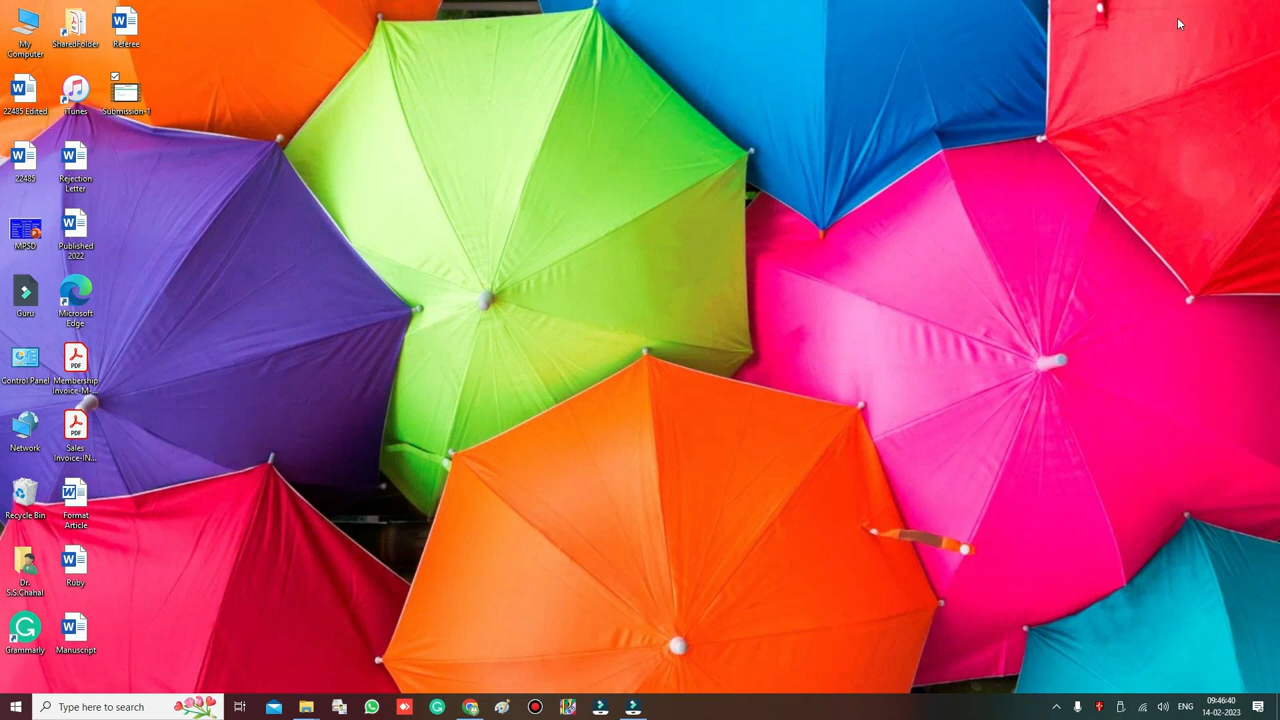 My
Computer
SharedFolder
Referee
22485 Edited
iTunes
Submission-1
22485
Rejection
Letter
MPSD
Published
2022
Guru
Microsoft
Edge
Control Panel
PDF
Membership
Invoice-M-...
Network
PDF
Sales
Invoice-IN...
Recycle Bin
Format
Article
Dr.
S.S.Chahal
Ruby
Grammarly
Manuscript
Type here to search
ENG
09:46:40
14-02-2023